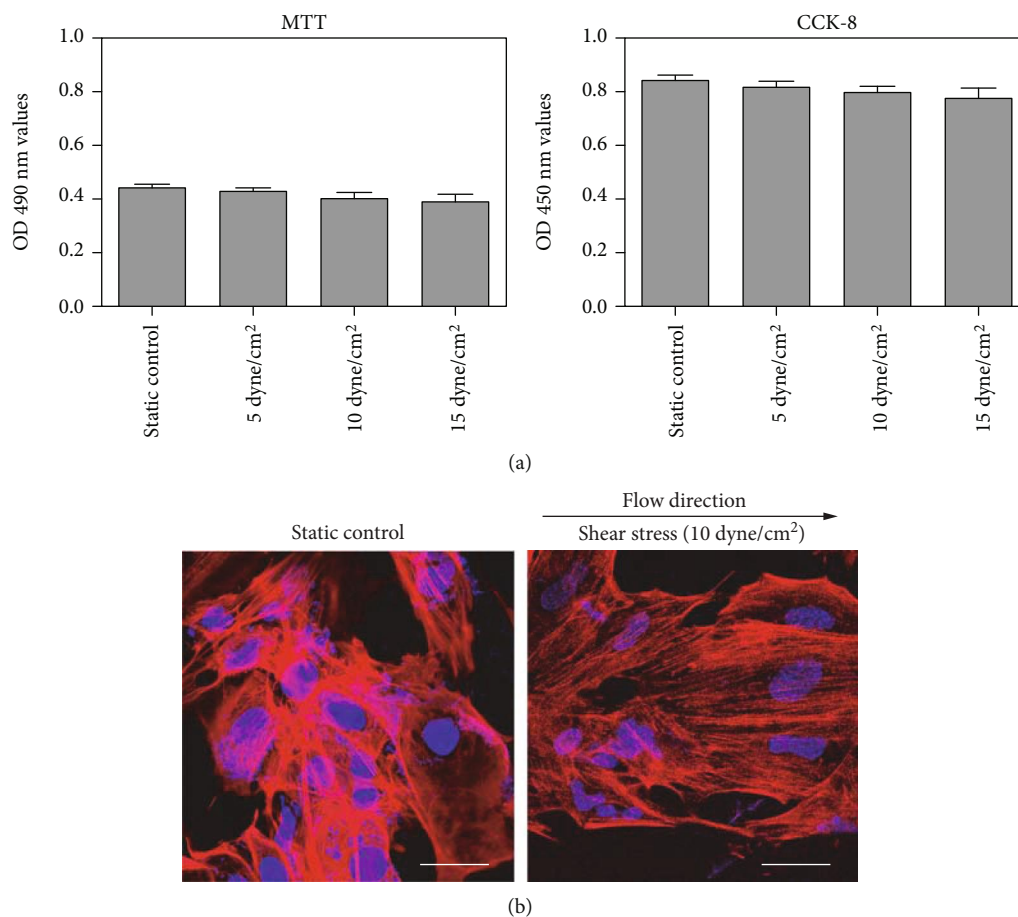 MTT
1.0
0.8
0.6
0.4
0.2
0.0
OD 490 nm values
Static control
5 dyne/cm²
10 dyne/cm²
15 dyne/cm²
CCK-8
1.0
0.8
0.6
0.4
0.2
0.0
OD 450 nm values
Static control
5 dyne/cm²
10 dyne/cm²
15 dyne/cm²
(a)
Static control
Flow direction
Shear stress (10 dyne/cm²)
(b)